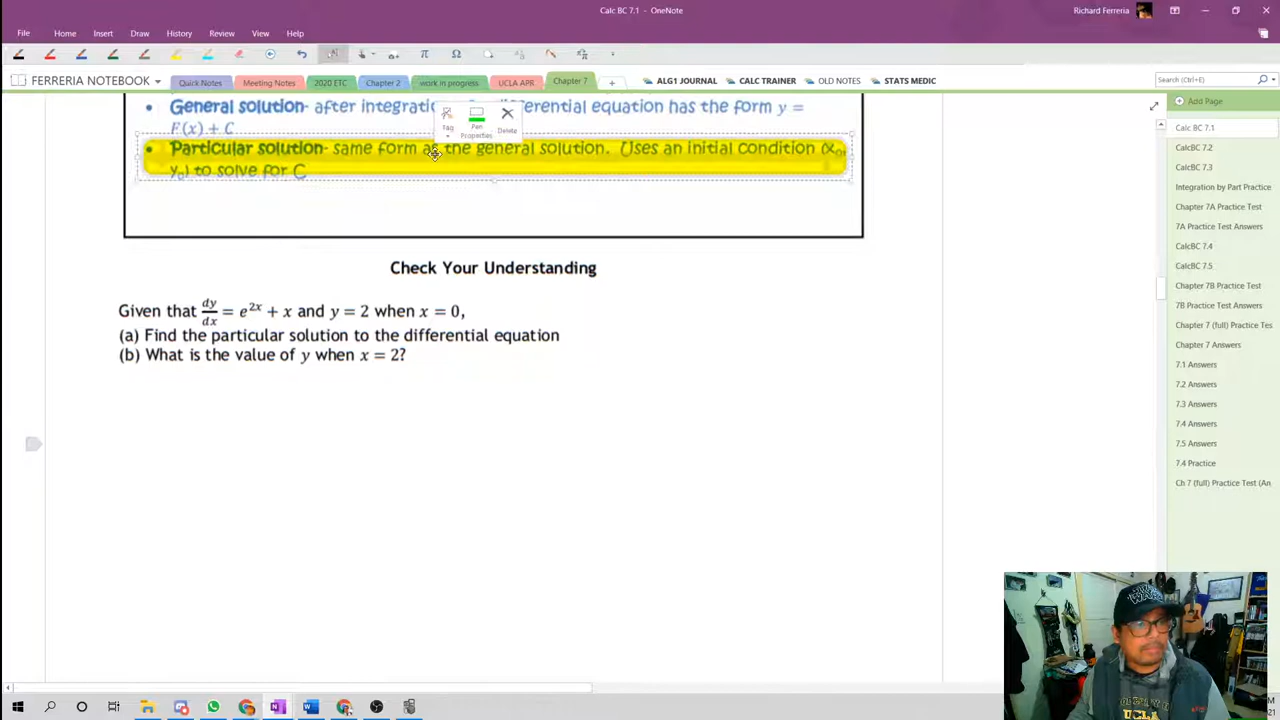 Calc BC 7.1 - OneNote
Richard Ferreria
File Home Insert Draw History Review View Help
FERRERIA NOTEBOOK
Quick Notes
Meeting Notes
2020 ETC
Chapter 2
work in progress
UCLA APR
Chapter 7
ALG1 JOURNAL
CALC TRAINER
OLD NOTES
STATS MEDIC
Search (Ctrl+E)
Add Page
Calc BC 7.1
CalcBC 7.2
CalcBC 7.3
Integration by Part Practice
Chapter 7A Practice Test
7A Practice Test Answers
CalcBC 7.4
CalcBC 7.5
Chapter 7B Practice Test
7B Practice Test Answers
Chapter 7 (full) Practice Tes
Chapter 7 Answers
7.1 Answers
7.2 Answers
7.3 Answers
7.4 Answers
7.5 Answers
7.4 Practice
Ch 7 (full) Practice Test (An
Tag
Pen Properties
Delete
• General solution- after integratio differential equation has the form y =
F(x) + C
• Particular solution- same form as the general solution. (Uses an initial condition (x₀,
y₀) to solve for C
Check Your Understanding
Given that dy/dx = e²ˣ + x and y = 2 when x = 0,
(a) Find the particular solution to the differential equation
(b) What is the value of y when x = 2?